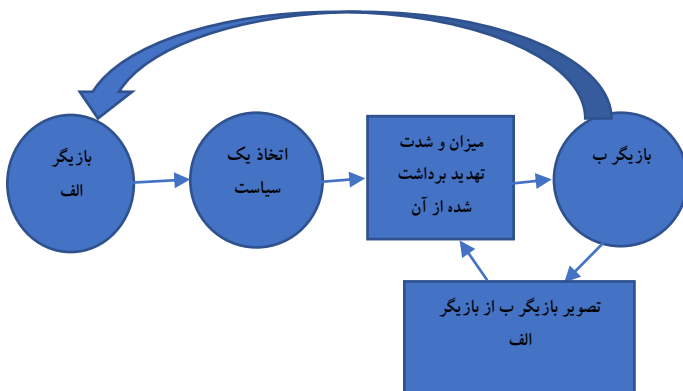 بازیگر
الف
اتخاذ یک
سیاست
میزان و شدت
تهدید برداشت
شده از آن
بازیگر ب
تصویر بازیگر ب از بازیگر
الف